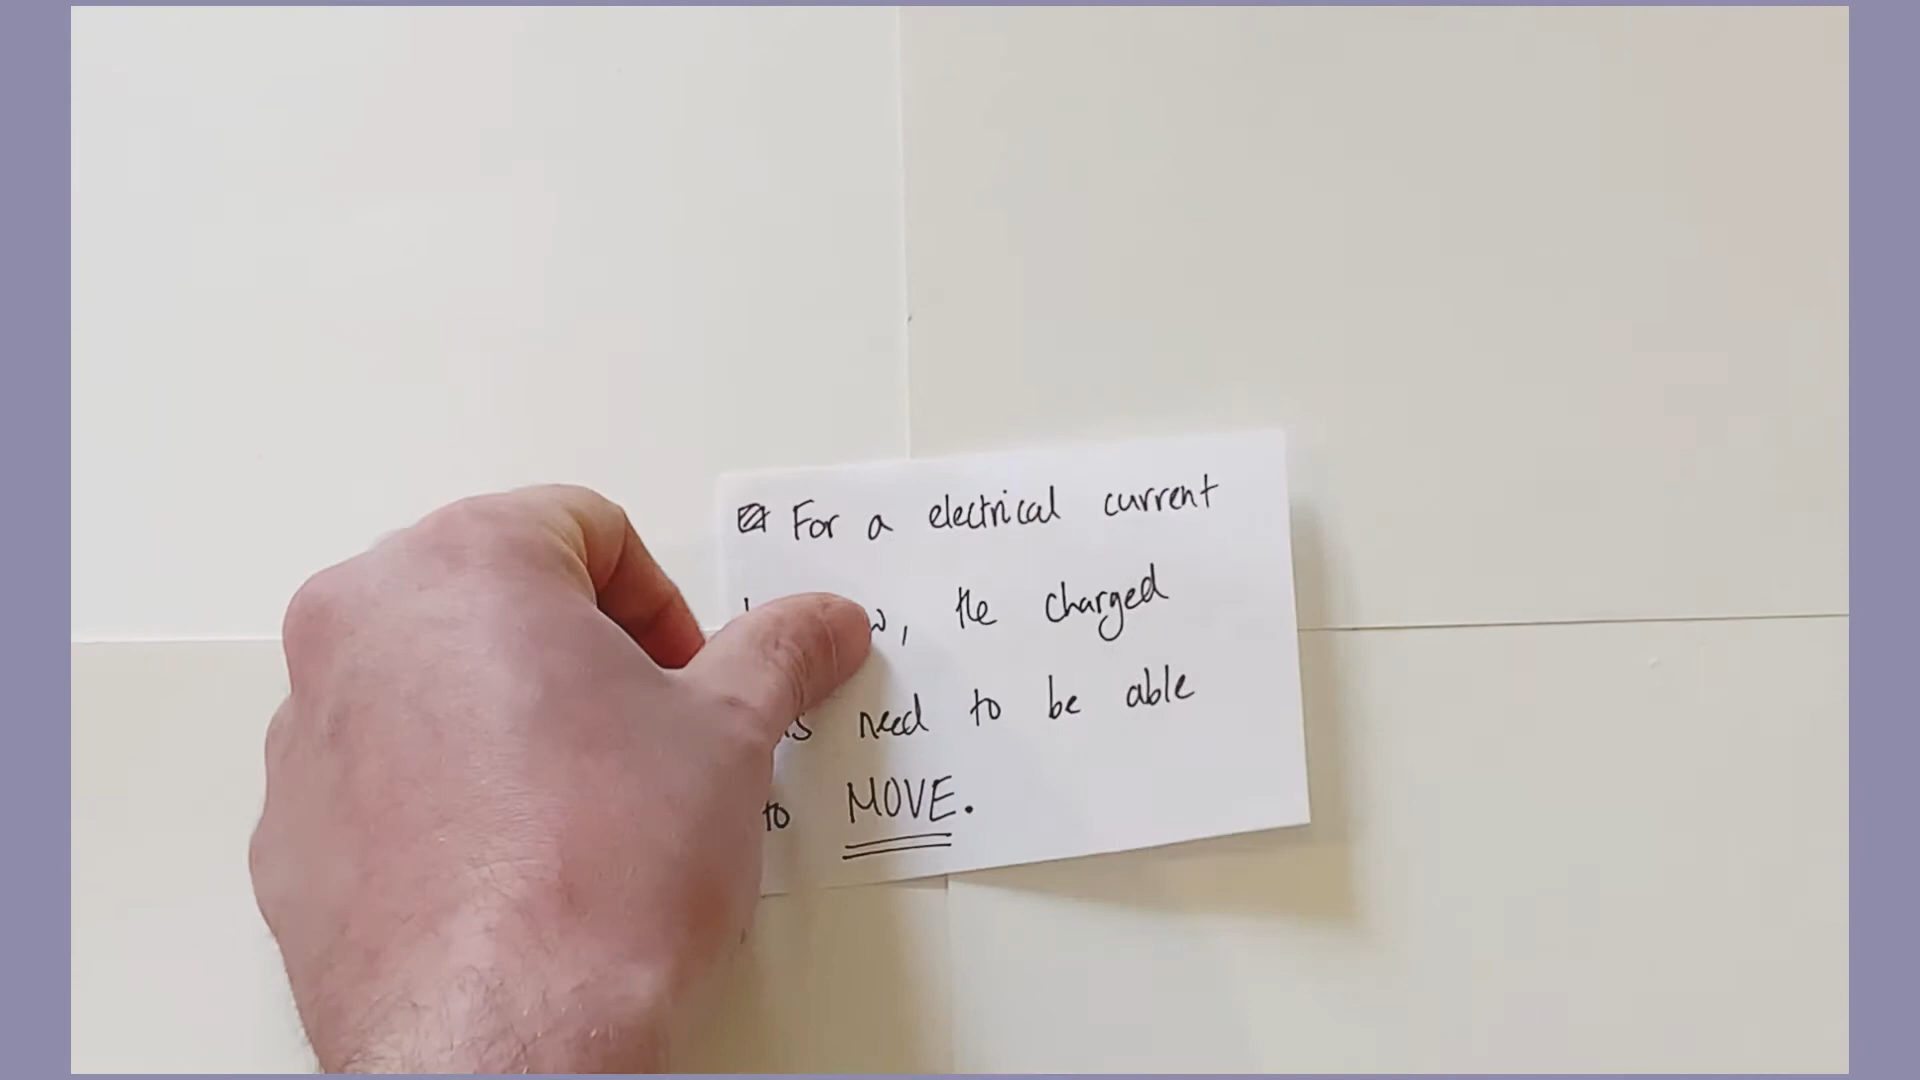 For a electrical current
, the charged
need to be able
to MOVE.